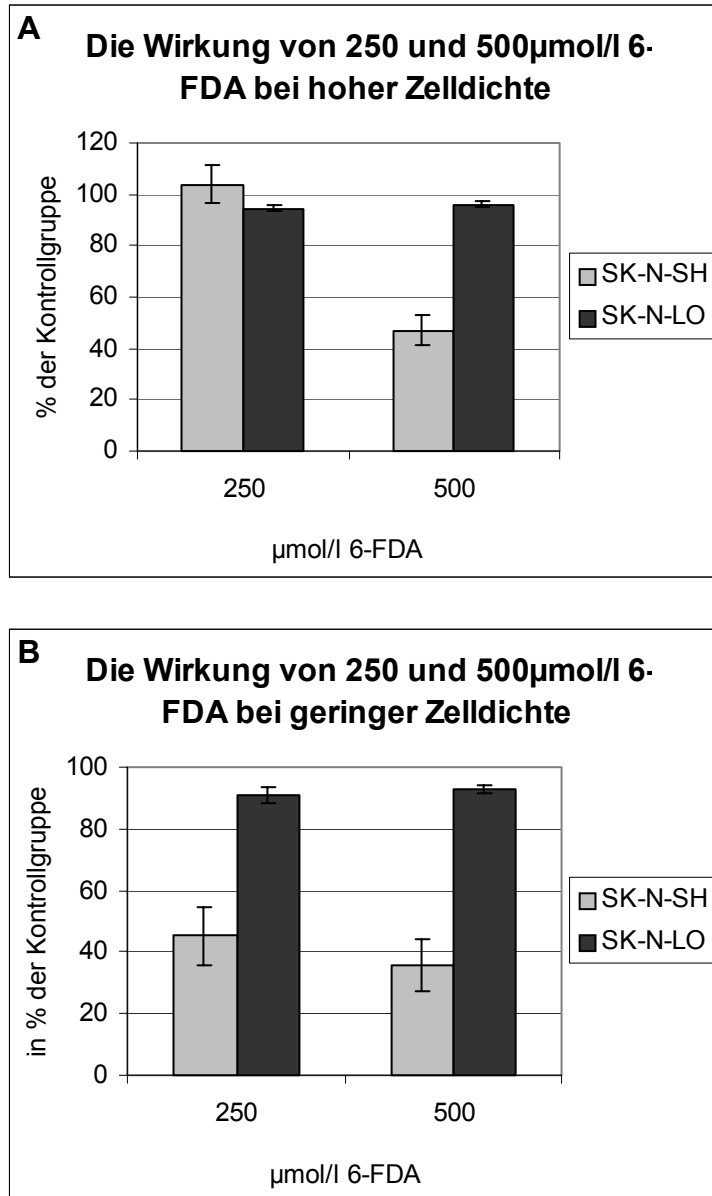 A
Die Wirkung von 250 und 500µmol/l 6-
FDA bei hoher Zelldichte
120
100
80
60
40
20
0
% der Kontrollgruppe
250
500
µmol/l 6-FDA
SK-N-SH
SK-N-LO
B
Die Wirkung von 250 und 500µmol/l 6-
FDA bei geringer Zelldichte
100
80
60
40
20
0
in % der Kontrollgruppe
250
500
µmol/l 6-FDA
SK-N-SH
SK-N-LO